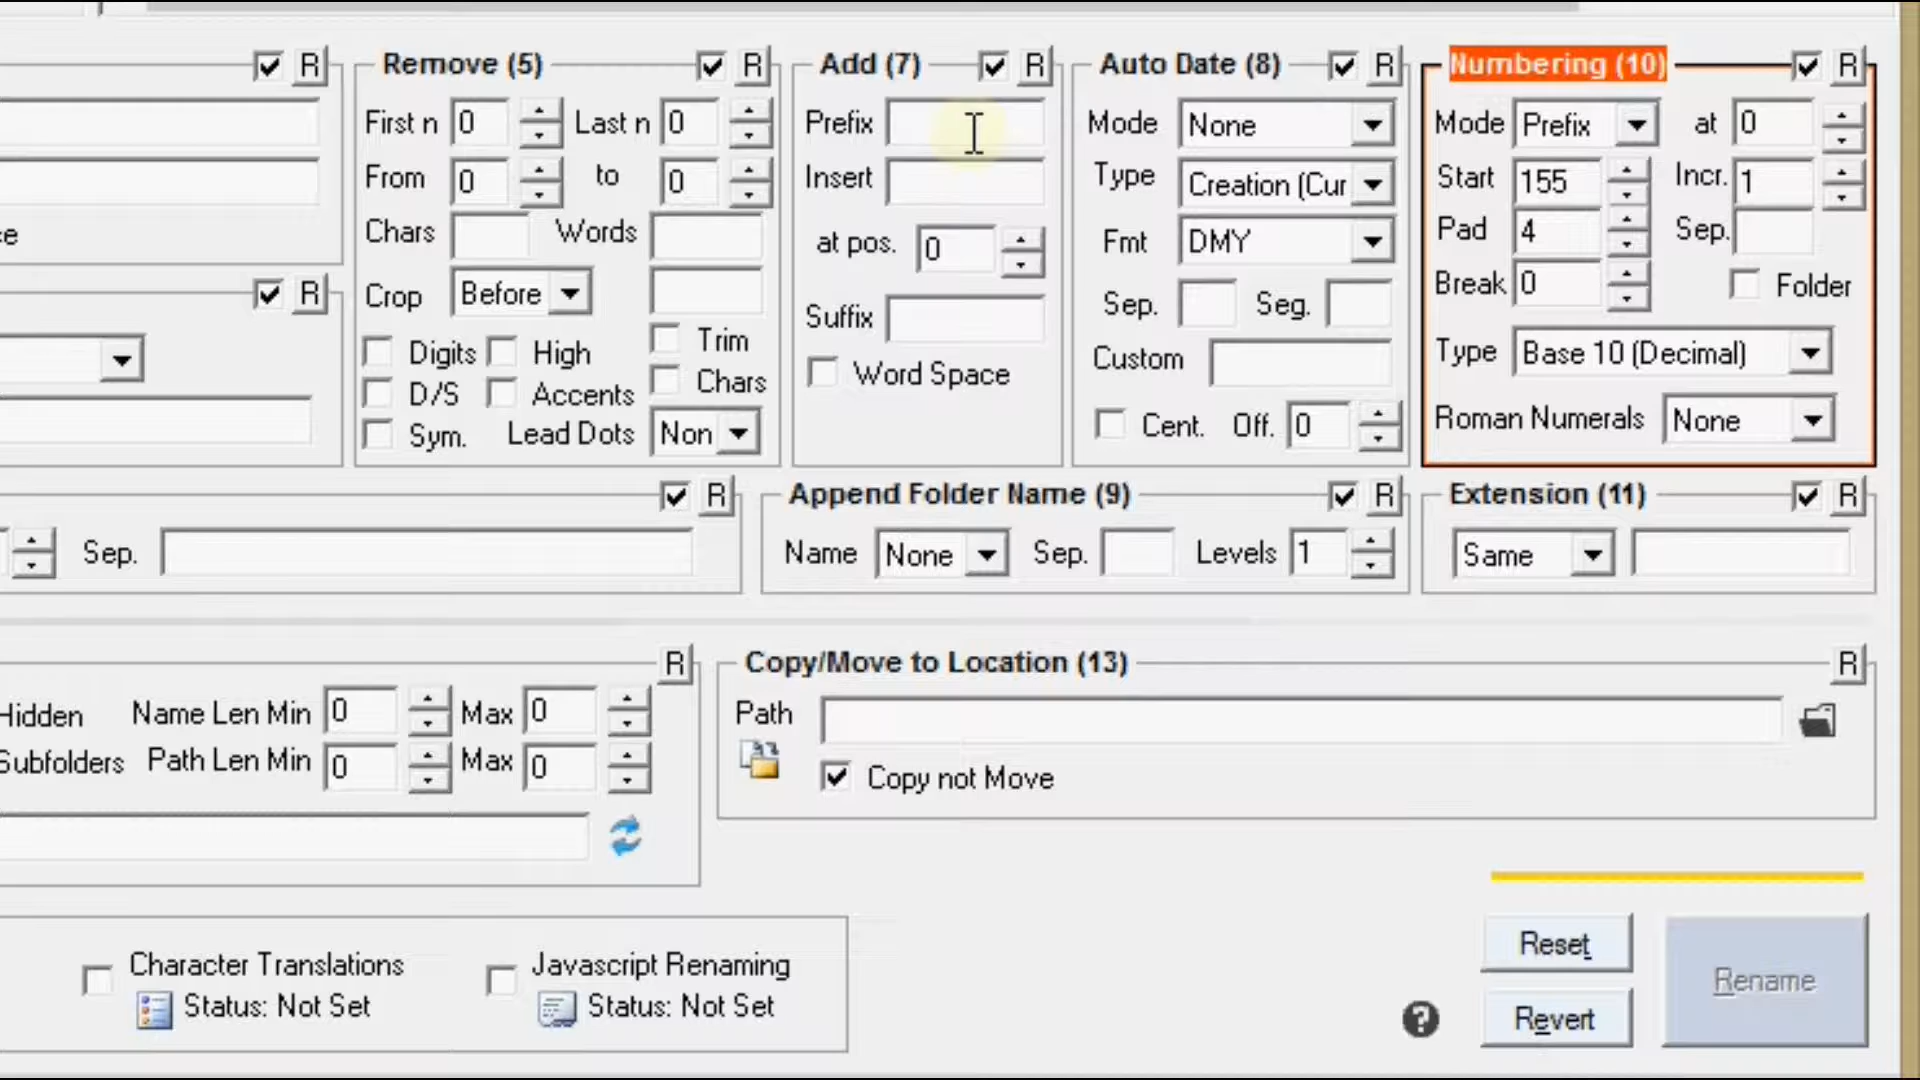 R
Remove (5) R
Add (7) R
Auto Date (8) R
Numbering (10) R
First n 0 Last n 0
From 0 to 0
Chars Words
Crop Before
Digits High Trim
D/S Accents Chars
Sym. Lead Dots Non
Prefix
Insert
at pos. 0
Suffix
Word Space
Mode None
Type Creation (Cur
Fmt DMY
Sep. Seg.
Custom
Cent. Off. 0
Mode Prefix at 0
Start 155 Incr. 1
Pad 4 Sep.
Break 0 Folder
Type Base 10 (Decimal)
Roman Numerals None
e
R
R
Sep.
Append Folder Name (9) R
Name None Sep. Levels 1
Extension (11) R
Same
R
Hidden Name Len Min 0 Max 0
Subfolders Path Len Min 0 Max 0
Copy/Move to Location (13) R
Path
Copy not Move
Character Translations
Status: Not Set
Javascript Renaming
Status: Not Set
?
Reset
Revert
Rename